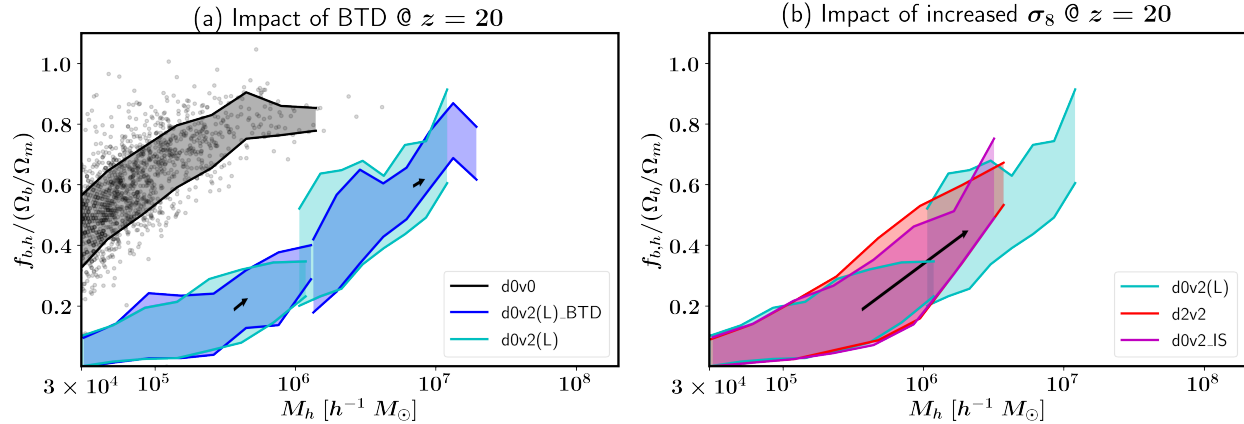 (a) Impact of BTD @ z = 20
f_{b,h}/(Ω_b/Ω_m)
1.0
0.8
0.6
0.4
0.2
d0v0
d0v2(L)_BTD
d0v2(L)
3 × 10^4
10^5
10^6
10^7
10^8
M_h [h^{-1} M_⊙]
(b) Impact of increased σ_8 @ z = 20
f_{b,h}/(Ω_b/Ω_m)
1.0
0.8
0.6
0.4
0.2
d0v2(L)
d2v2
d0v2_IS
3 × 10^4
10^6
10^7
10^8
M_h [h^{-1} M_⊙]